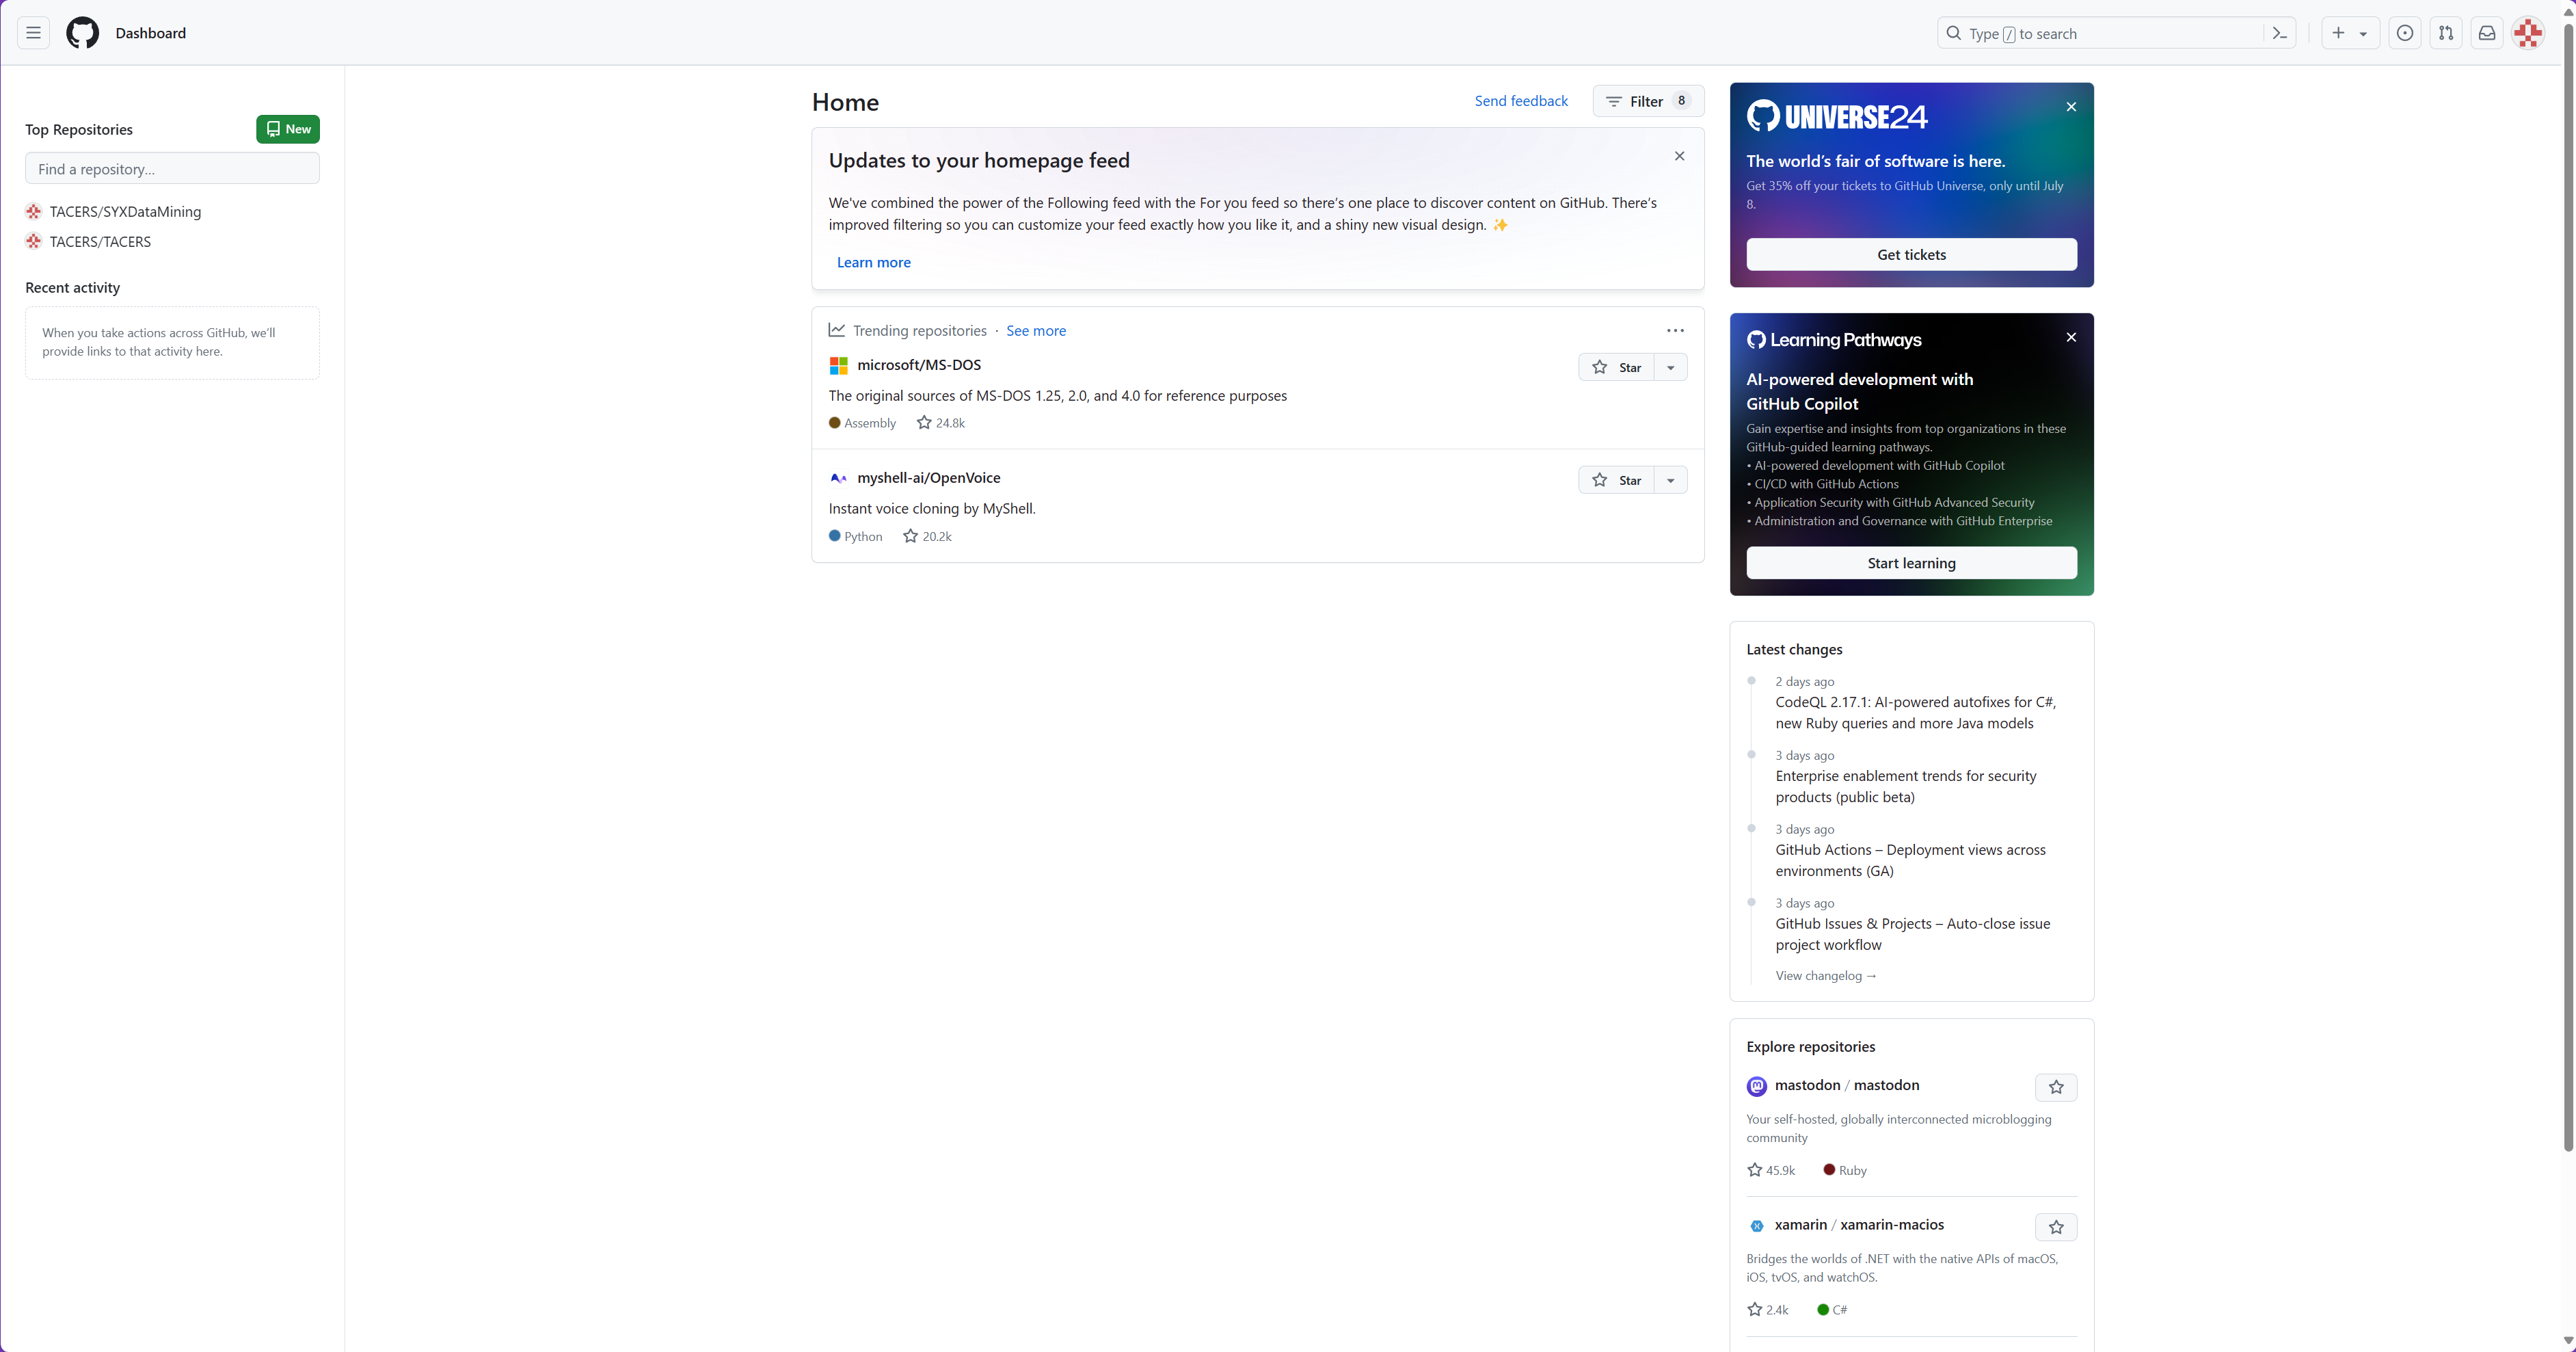 Dashboard
Type / to search
Top Repositories
New
Find a repository...
TACERS/SYXDataMining
TACERS/TACERS
Recent activity
When you take actions across GitHub, we'll
provide links to that activity here.
Home
Send feedback
Filter 8
Updates to your homepage feed
We've combined the power of the Following feed with the For you feed so there's one place to discover content on GitHub. There's
improved filtering so you can customize your feed exactly how you like it, and a shiny new visual design. ✨
Learn more
Trending repositories · See more
microsoft/MS-DOS
Star
The original sources of MS-DOS 1.25, 2.0, and 4.0 for reference purposes
Assembly 24.8k
myshell-ai/OpenVoice
Star
Instant voice cloning by MyShell.
Python 20.2k
UNIVERSE24
The world's fair of software is here.
Get 35% off your tickets to GitHub Universe, only until July
8.
Get tickets
Learning Pathways
AI-powered development with
GitHub Copilot
Gain expertise and insights from top organizations in these
GitHub-guided learning pathways.
• AI-powered development with GitHub Copilot
• CI/CD with GitHub Actions
• Application Security with GitHub Advanced Security
• Administration and Governance with GitHub Enterprise
Start learning
Latest changes
2 days ago
CodeQL 2.17.1: AI-powered autofixes for C#,
new Ruby queries and more Java models
3 days ago
Enterprise enablement trends for security
products (public beta)
3 days ago
GitHub Actions – Deployment views across
environments (GA)
3 days ago
GitHub Issues & Projects – Auto-close issue
project workflow
View changelog →
Explore repositories
mastodon / mastodon
Your self-hosted, globally interconnected microblogging
community
45.9k Ruby
xamarin / xamarin-macios
Bridges the worlds of .NET with the native APIs of macOS,
iOS, tvOS, and watchOS.
2.4k C#